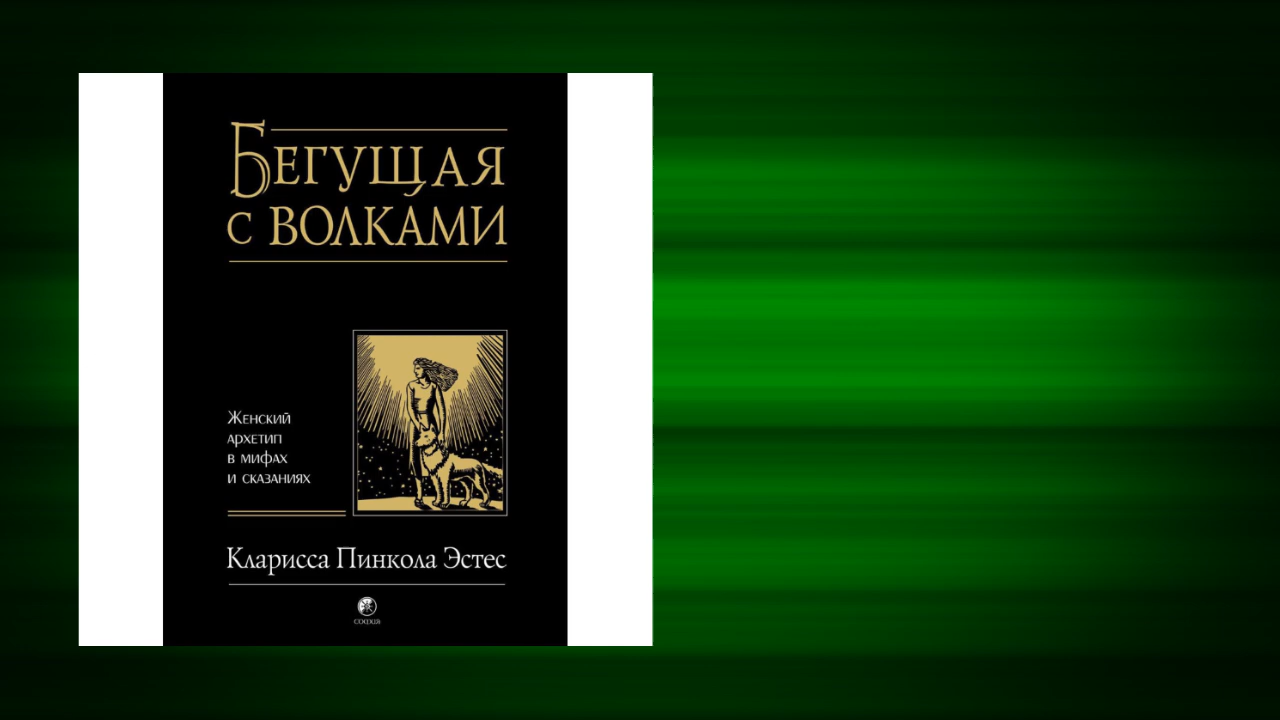 Бегущая
с волками
Женский
архетип
в мифах
и сказаниях
Кларисса Пинкола Эстес
София